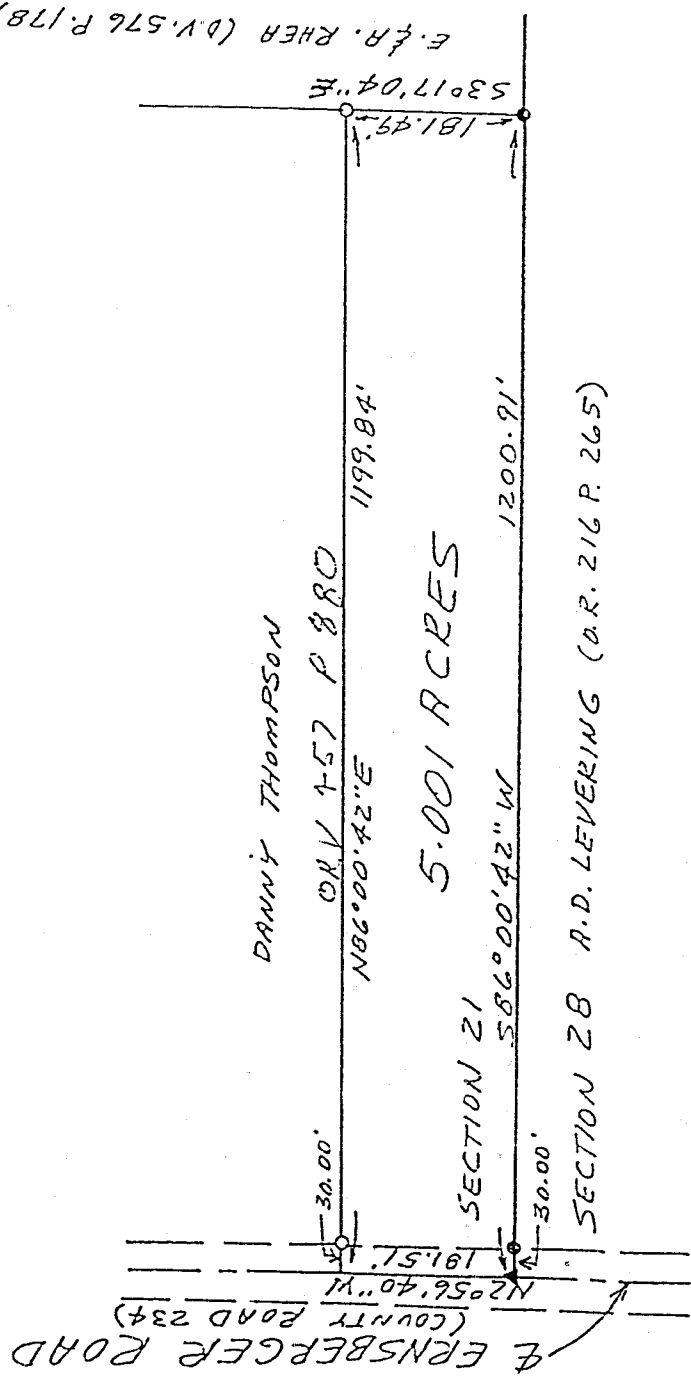 E. & A. RHEA (D.V. 576 P. 178)
S3°17'04"E
181.49'
1199.84'
DANNY THOMPSON
O.R.V 457 P 880
N86°00'42"E
5.001 ACRES
1200.91'
S86°00'42"W
SECTION 21
SECTION 28 A.D. LEVERING (O.R. 216 P. 265)
30.00'
30.00'
181.51'
N2°56'40"W
(COUNTY ROAD 234)
℄ ERNSBERGER ROAD